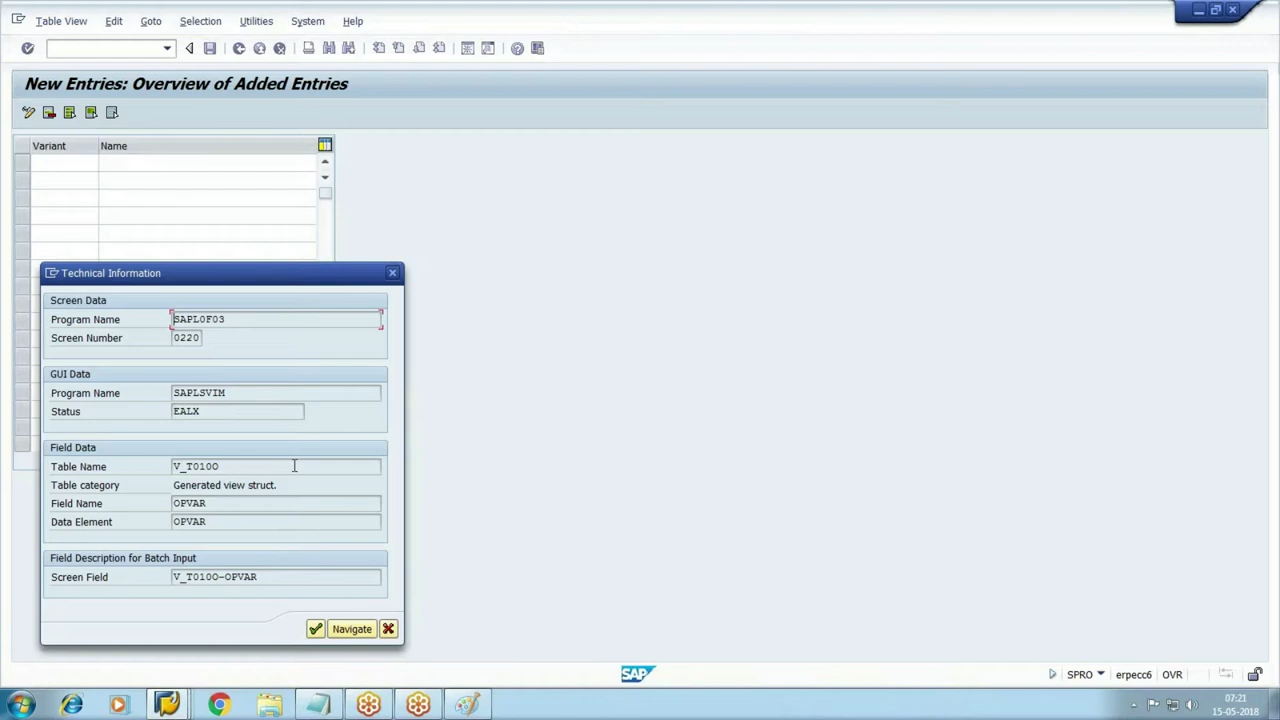 Table View Edit Goto Selection Utilities System Help
New Entries: Overview of Added Entries
Variant Name
Technical Information
Screen Data
Program Name SAPL0F03
Screen Number 0220
GUI Data
Program Name SAPLSVIM
Status EALX
Field Data
Table Name V_T010O
Table category Generated view struct.
Field Name OPVAR
Data Element OPVAR
Field Description for Batch Input
Screen Field V_T010O-OPVAR
Navigate
SAP
SPRO erpecc6 OVR
07:21
15-05-2018